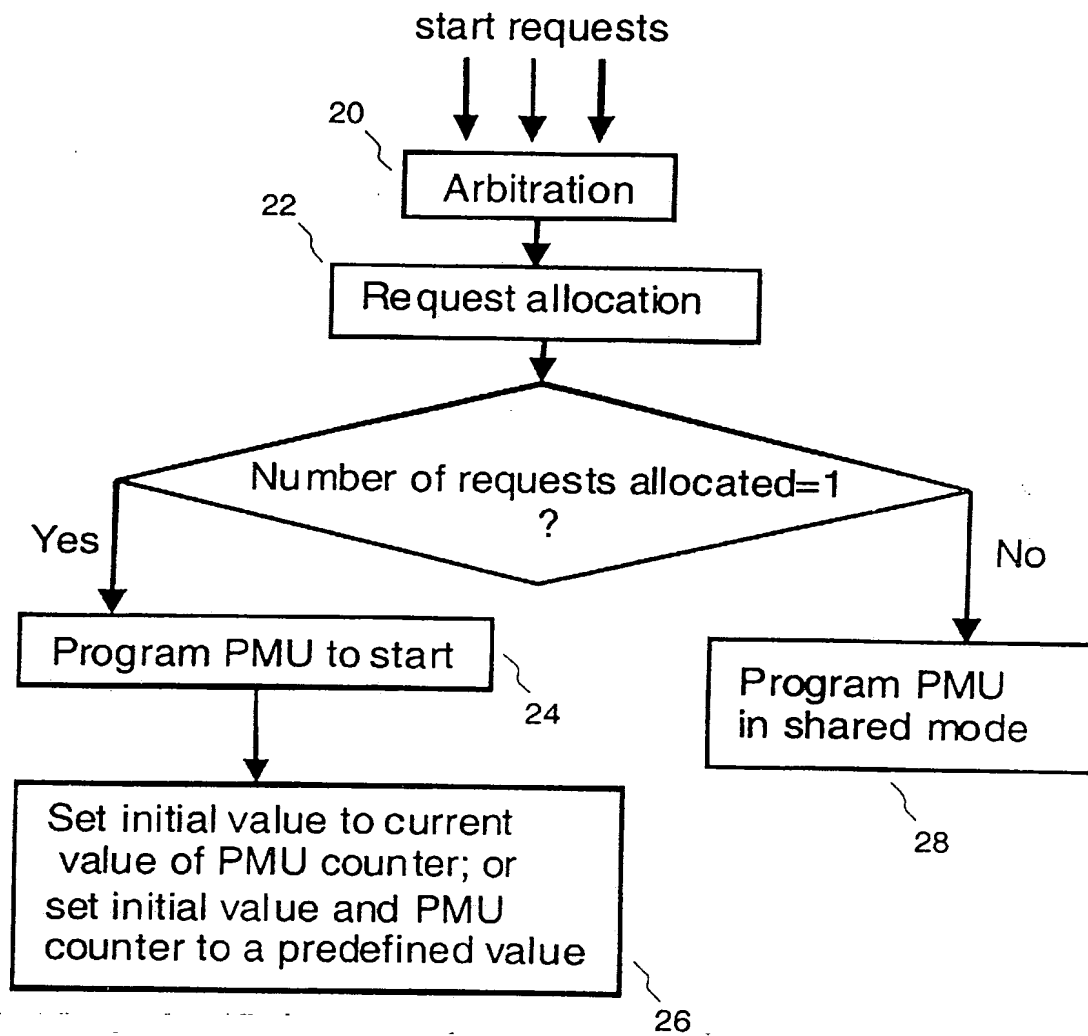 start requests
20
Arbitration
22
Request allocation
Number of requests allocated=1
?
Yes
No
Program PMU to start
24
Program PMU
in shared mode
28
Set initial value to current
value of PMU counter; or
set initial value and PMU
counter to a predefined value
26